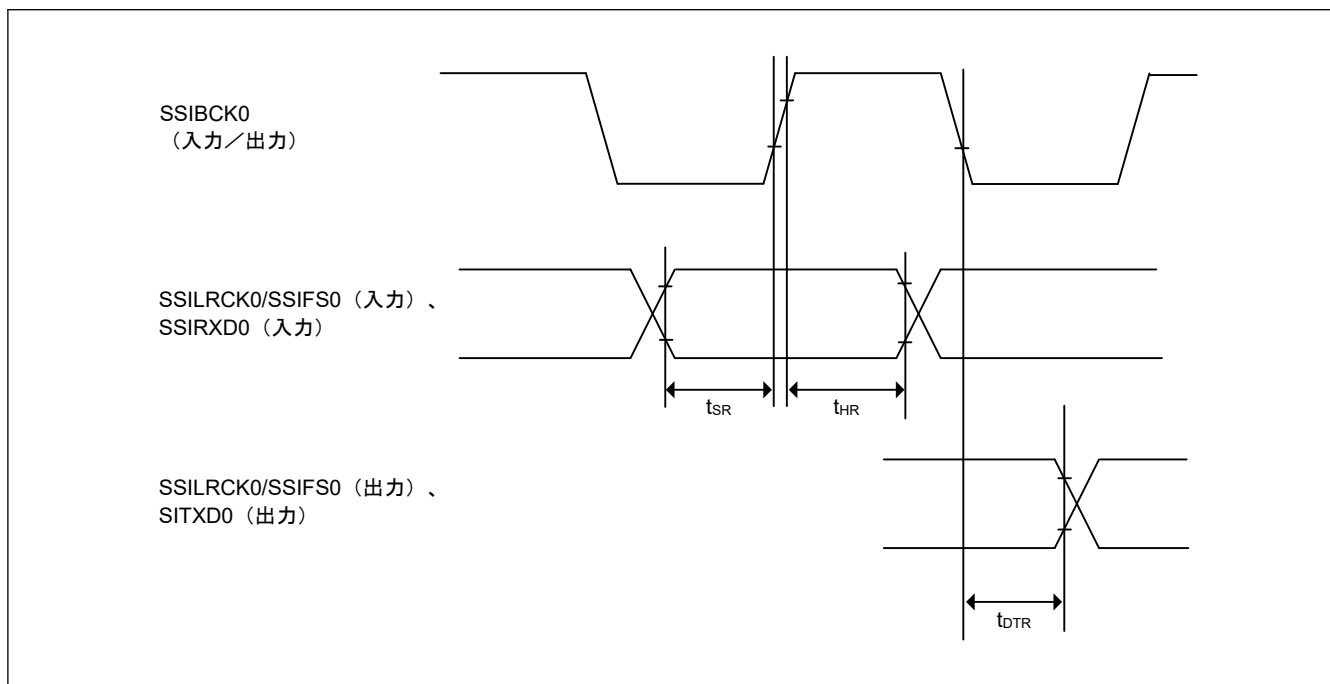 SSIBCK0
（入力／出力）
SSILRCK0/SSIFS0（入力）、
SSIRXD0（入力）
tSR
tHR
SSILRCK0/SSIFS0（出力）、
SITXD0（出力）
tDTR